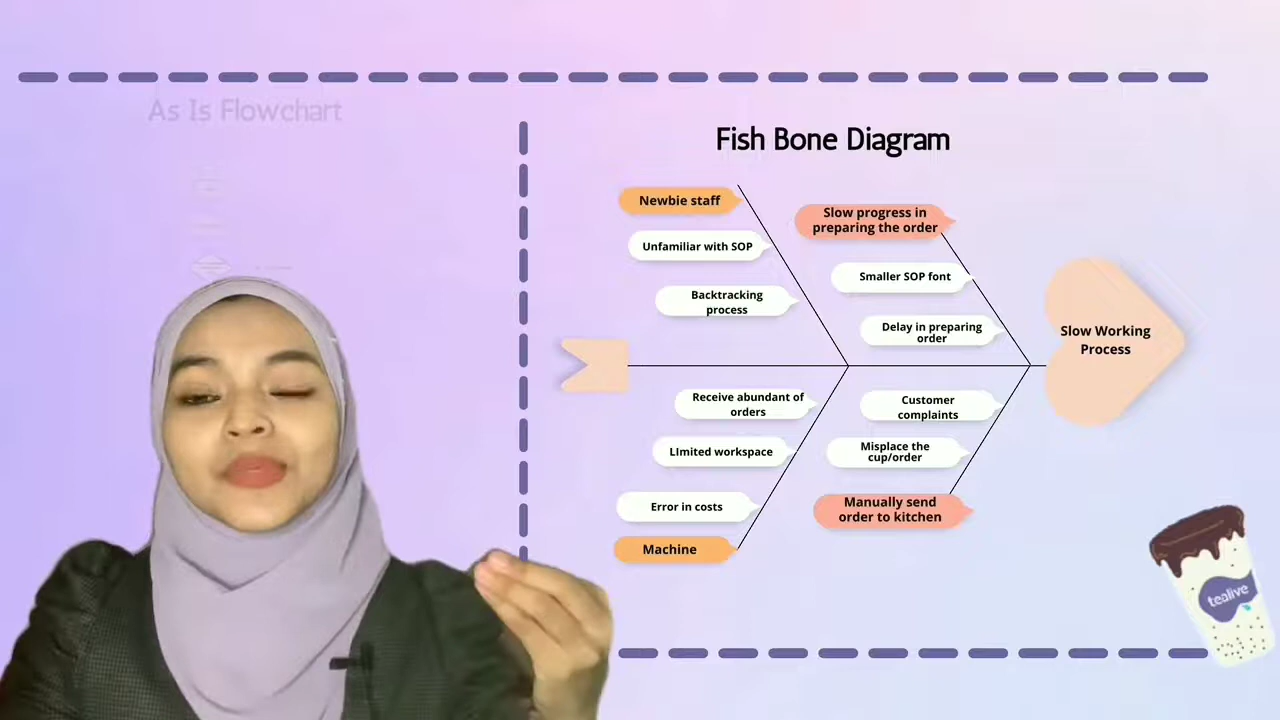 As Is Flowchart
Fish Bone Diagram
Newbie staff
Unfamiliar with SOP
Backtracking
process
Slow progress in
preparing the order
Smaller SOP font
Delay in preparing
order
Slow Working
Process
Receive abundant of
orders
LImited workspace
Error in costs
Machine
Customer
complaints
Misplace the
cup/order
Manually send
order to kitchen
tealive